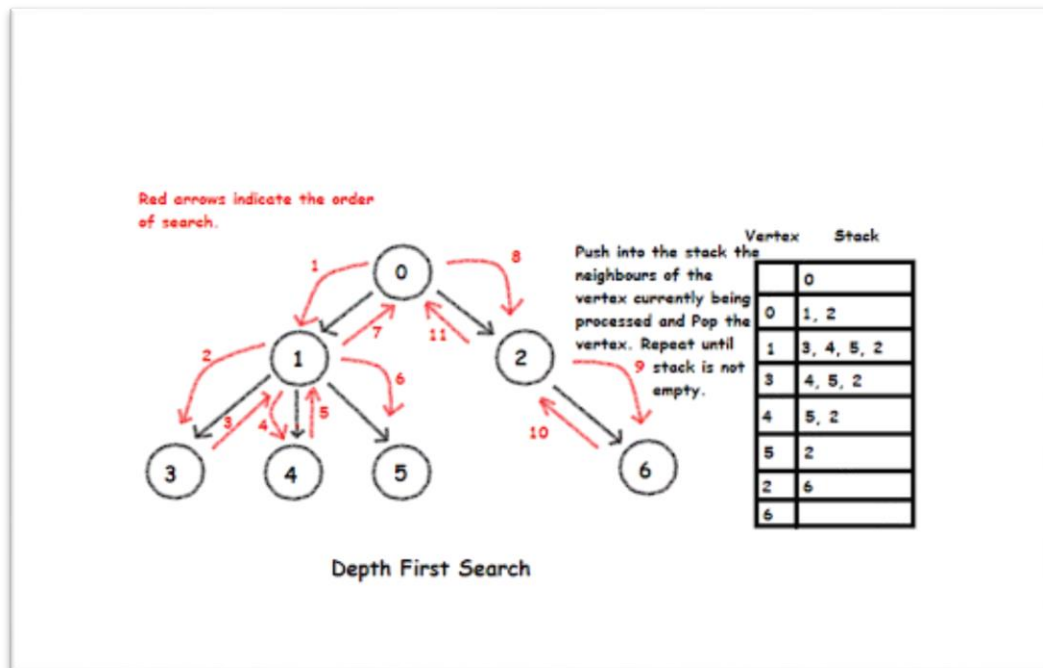 Red arrows indicate the order
of search.
Vertex Stack
Push into the stack the
neighbours of the
vertex currently being
processed and Pop the
vertex. Repeat until
stack is not
empty.
0
1
2
3
4
5
6
1
2
3
4
5
6
7
8
9
10
11
0
0 1, 2
1 3, 4, 5, 2
3 4, 5, 2
4 5, 2
5 2
2 6
6
Depth First Search